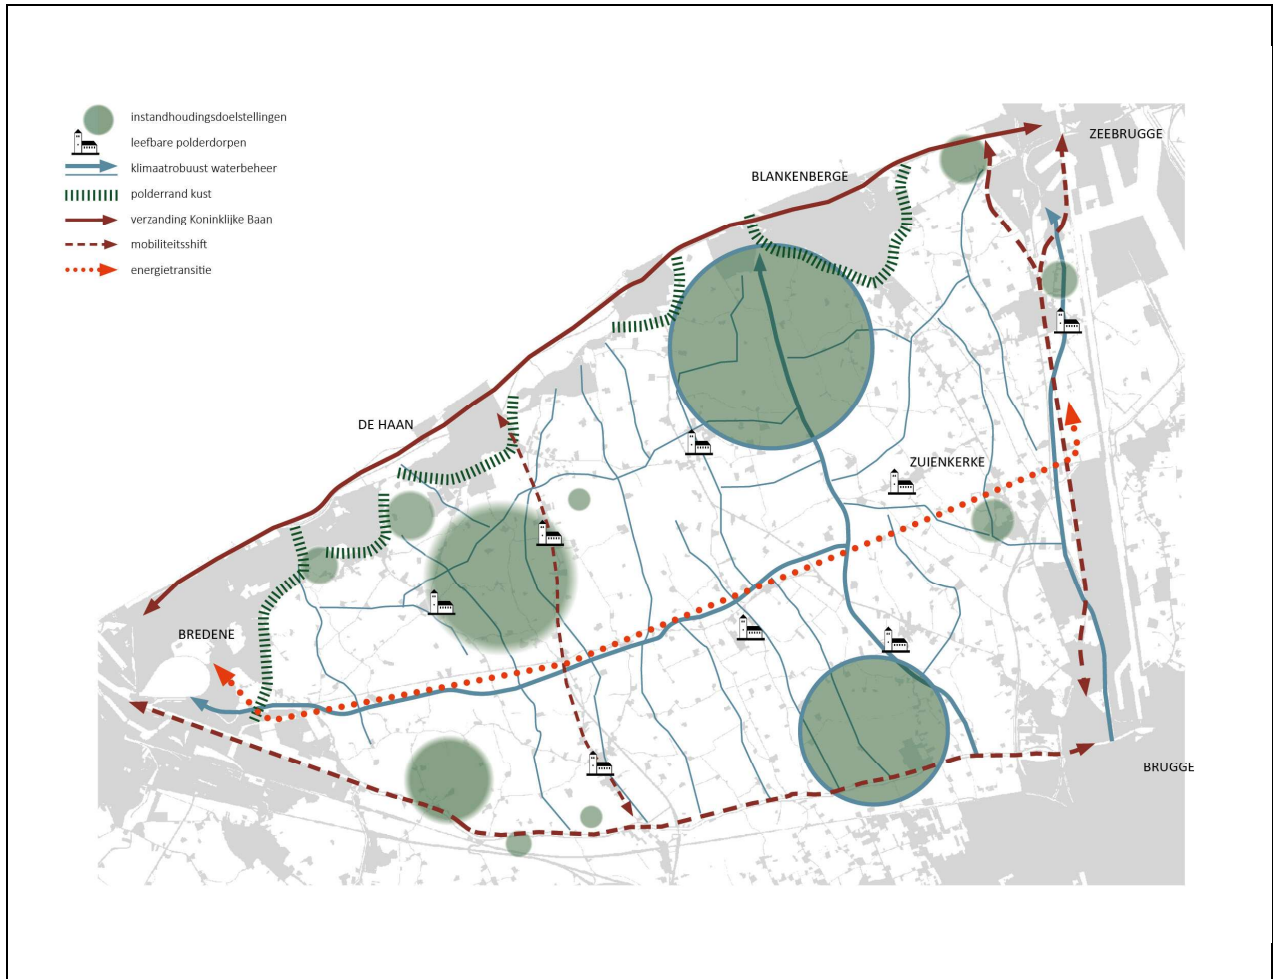 instandhoudingsdoelstellingen
leefbare polderdorpen
klimaatrobuust waterbeheer
polderrand kust
verzanding Koninklijke Baan
mobiliteitsshift
energietransitie
ZEEBRUGGE
BLANKENBERGE
DE HAAN
ZUIENKERKE
BREDENE
BRUGGE